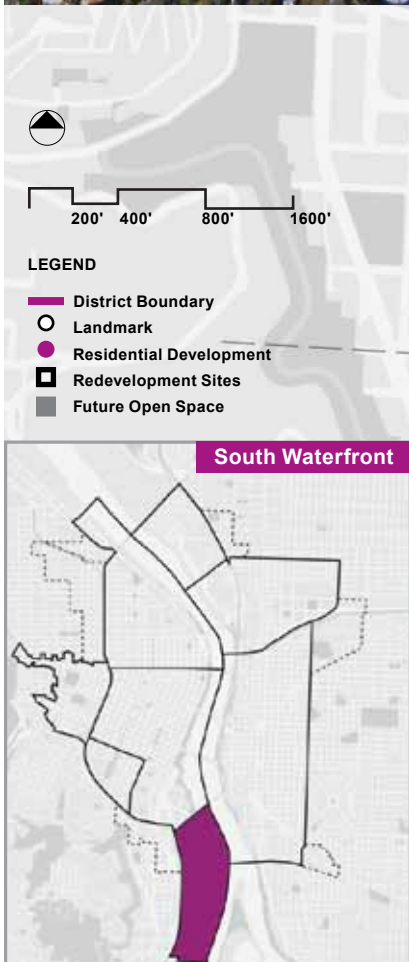 200' 400' 800' 1600'
LEGEND
District Boundary
Landmark
Residential Development
Redevelopment Sites
Future Open Space
South Waterfront